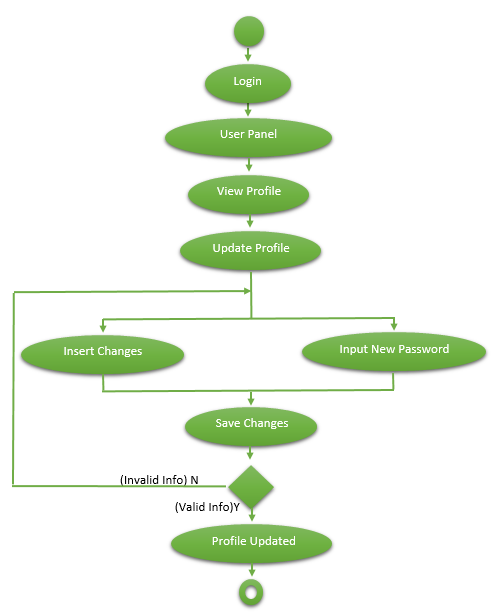 Login
User Panel
View Profile
Update Profile
Insert Changes
Input New Password
Save Changes
(Invalid Info) N
(Valid Info)Y
Profile Updated